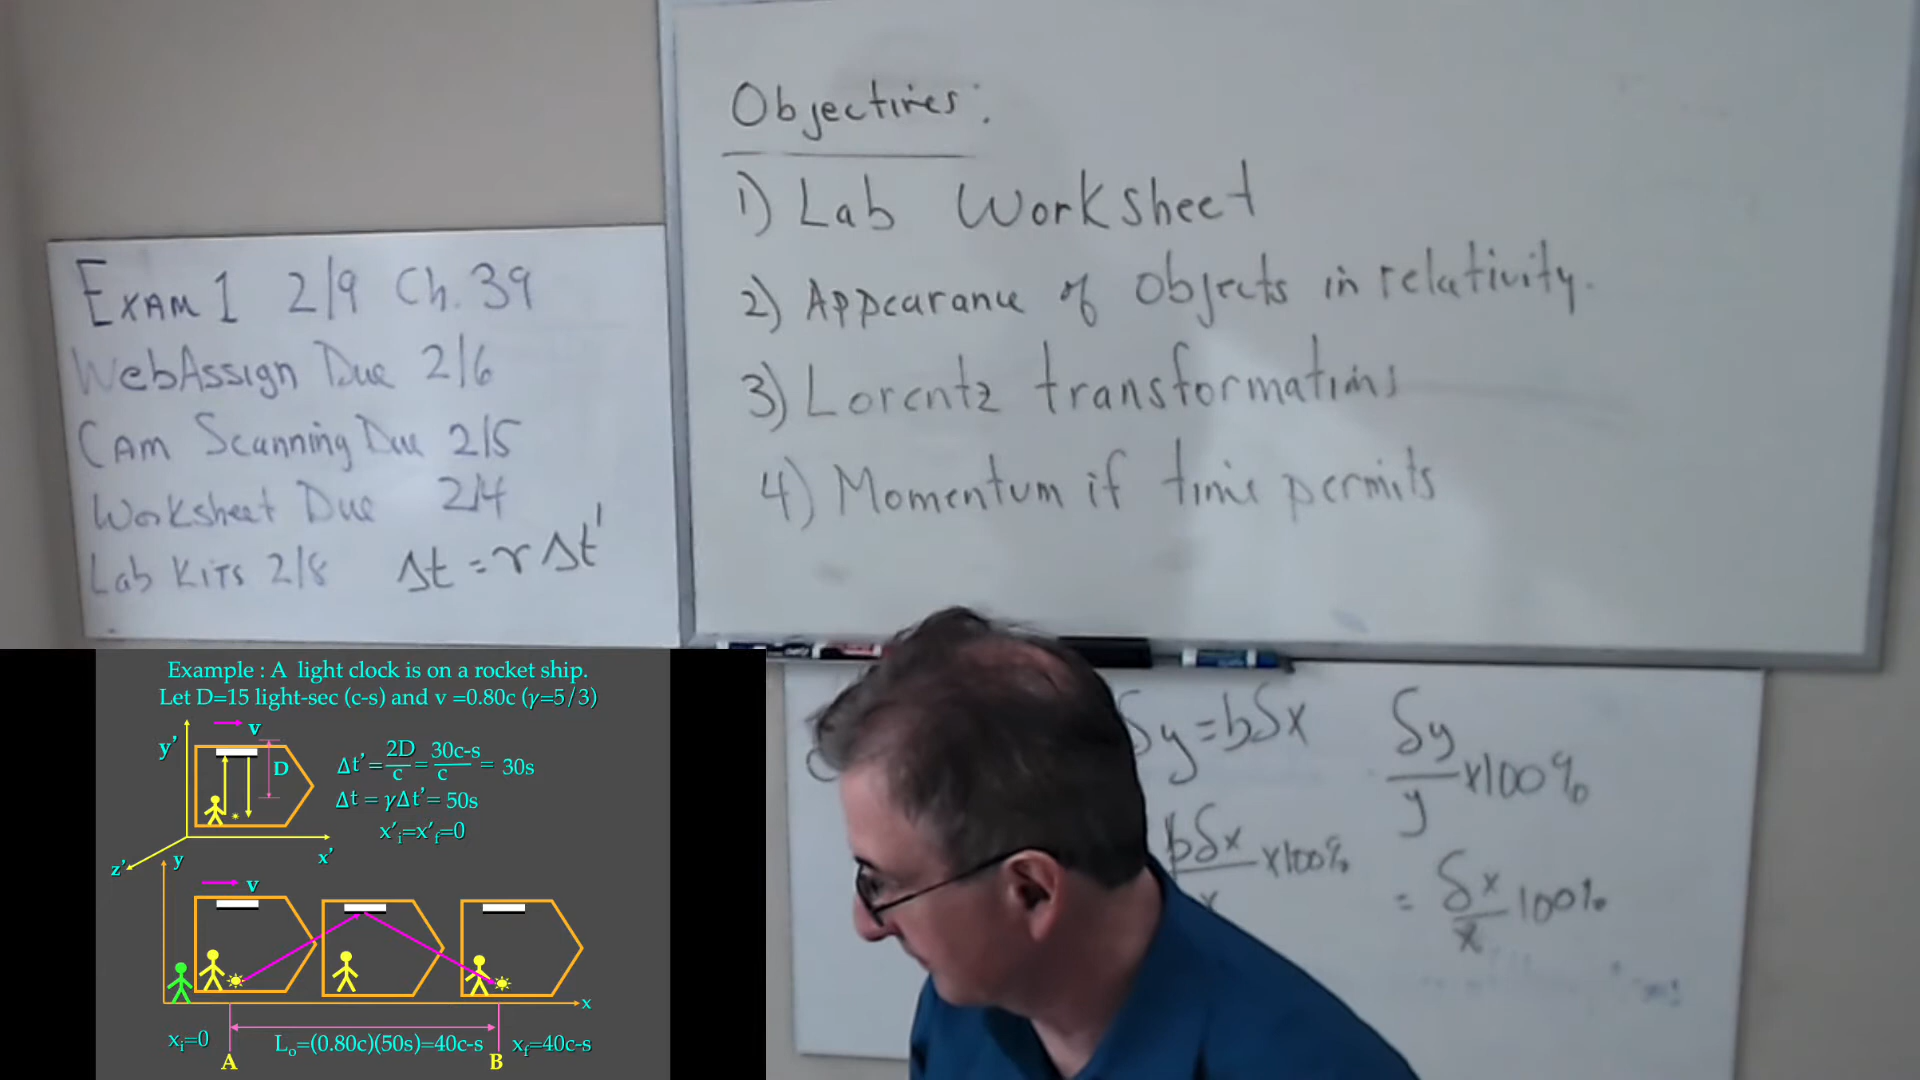 Objectives:
1) Lab Worksheet
2) Appearance of Objects in relativity.
3) Lorentz transformations
4) Momentum if time permits
EXAM 1 2/9 Ch. 39
WebAssign Due 2/6
CAM Scanning Due 2/5
Worksheet Due 2/4
Lab KITS 2/8 Δt = γΔt'
Example : A light clock is on a rocket ship.
Let D=15 light-sec (c-s) and v =0.80c (γ=5/3)
v
y'
D
Δt' = 2D/c = 30c-s/c = 30s
Δt = γΔt' = 50s
x'i=x'f=0
z'
x'
y
v
x
xi=0
Lo=(0.80c)(50s)=40c-s
xf=40c-s
A
B
δy = bδx
δy/y x100%
bδx/x x100%
= δx/x 100%